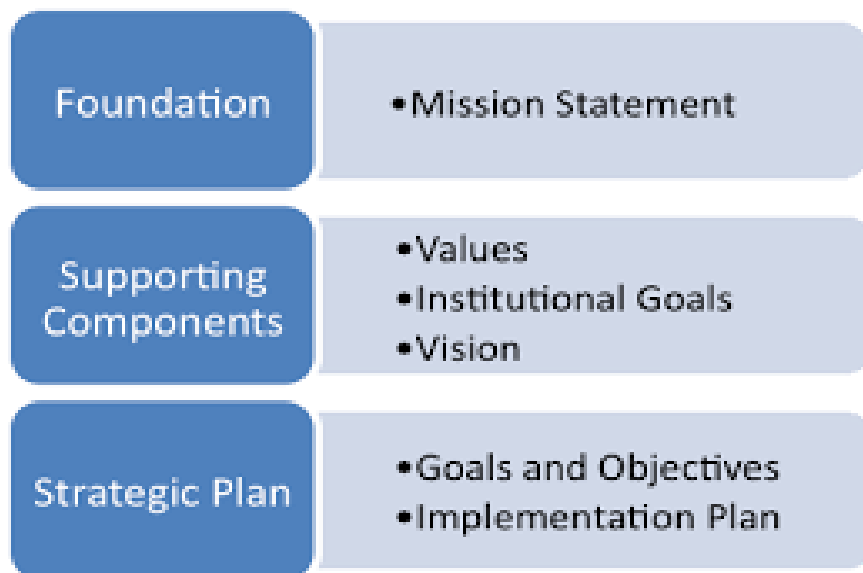 Foundation
•Mission Statement
Supporting
Components
•Values
•Institutional Goals
•Vision
Strategic Plan
•Goals and Objectives
•Implementation Plan